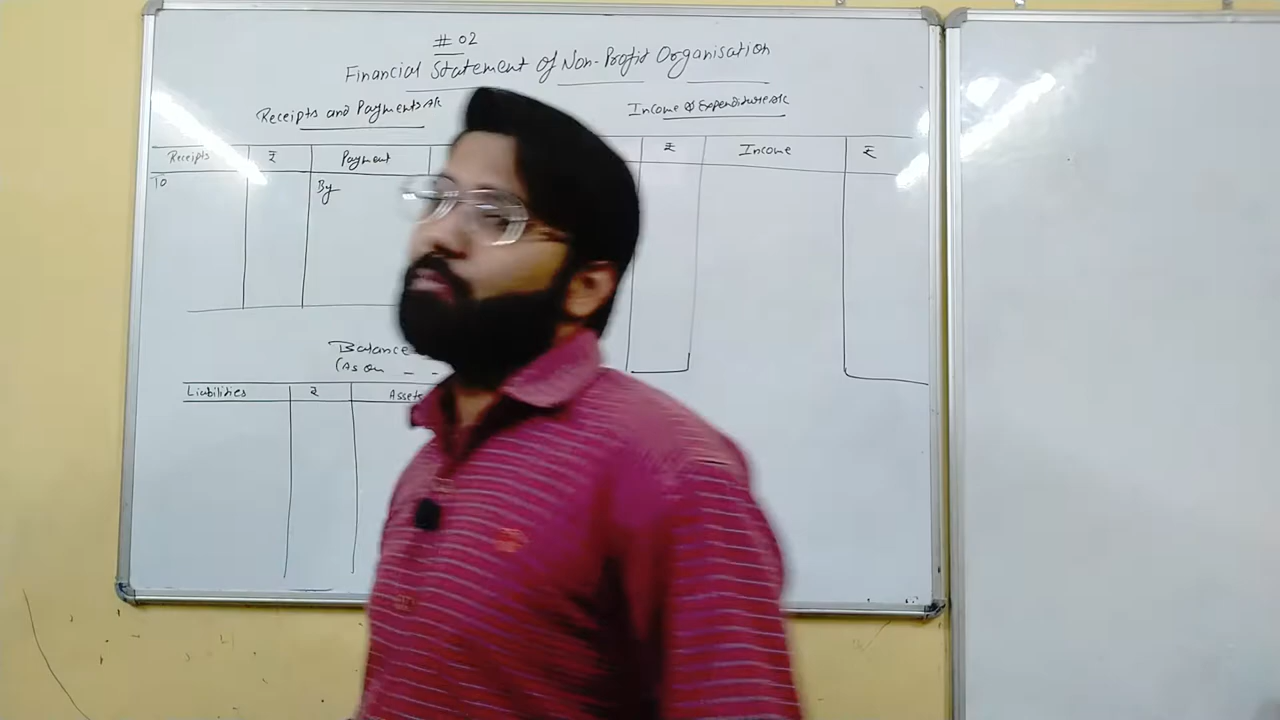 # 02
Financial Statement of Non-Profit Organisation
Receipts and Payments A/c
Income & Expenditure A/c
Receipts ₹ Payment
₹ Income ₹
To By
Balance
(As on _ _
Liabilities ₹ Assets